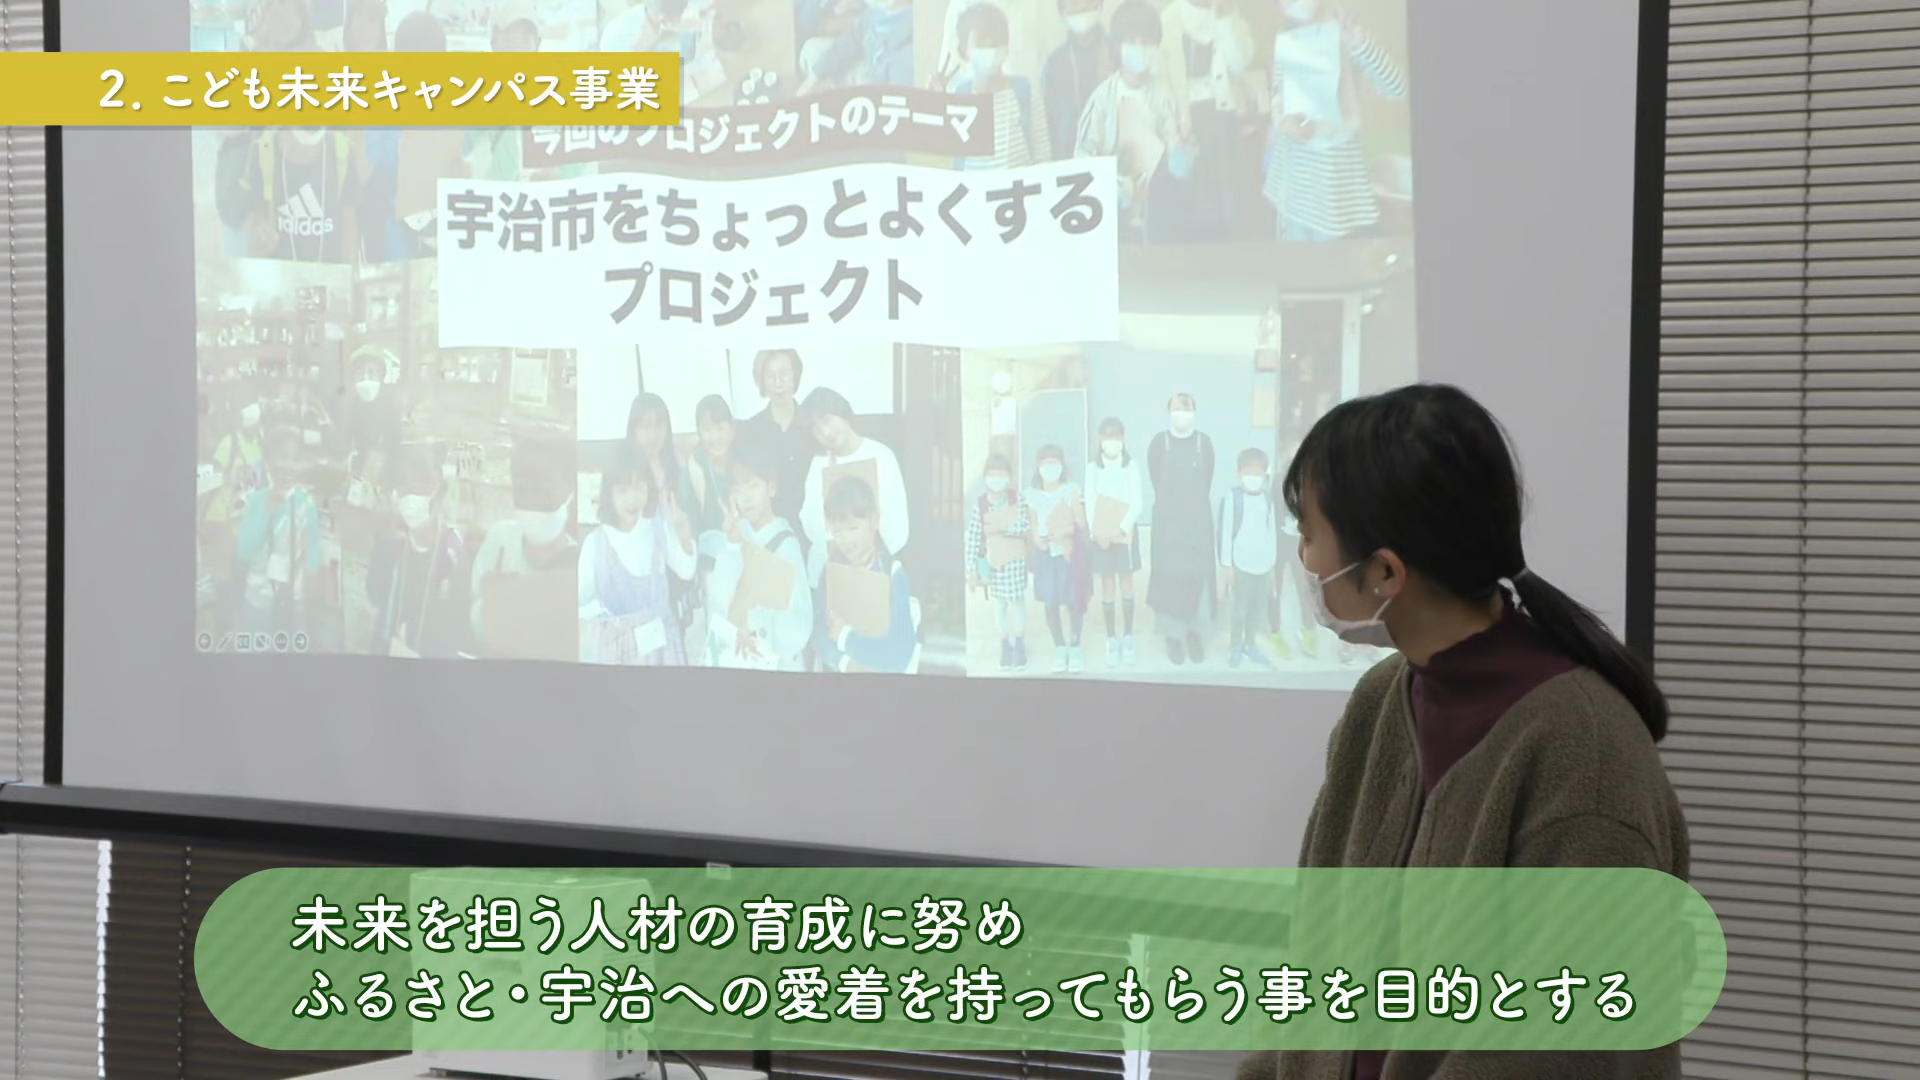 2. こども未来キャンパス事業
今回のプロジェクトのテーマ
宇治市をちょっとよくする
プロジェクト
adidas
未来を担う人材の育成に努め
ふるさと・宇治への愛着を持ってもらう事を目的とする